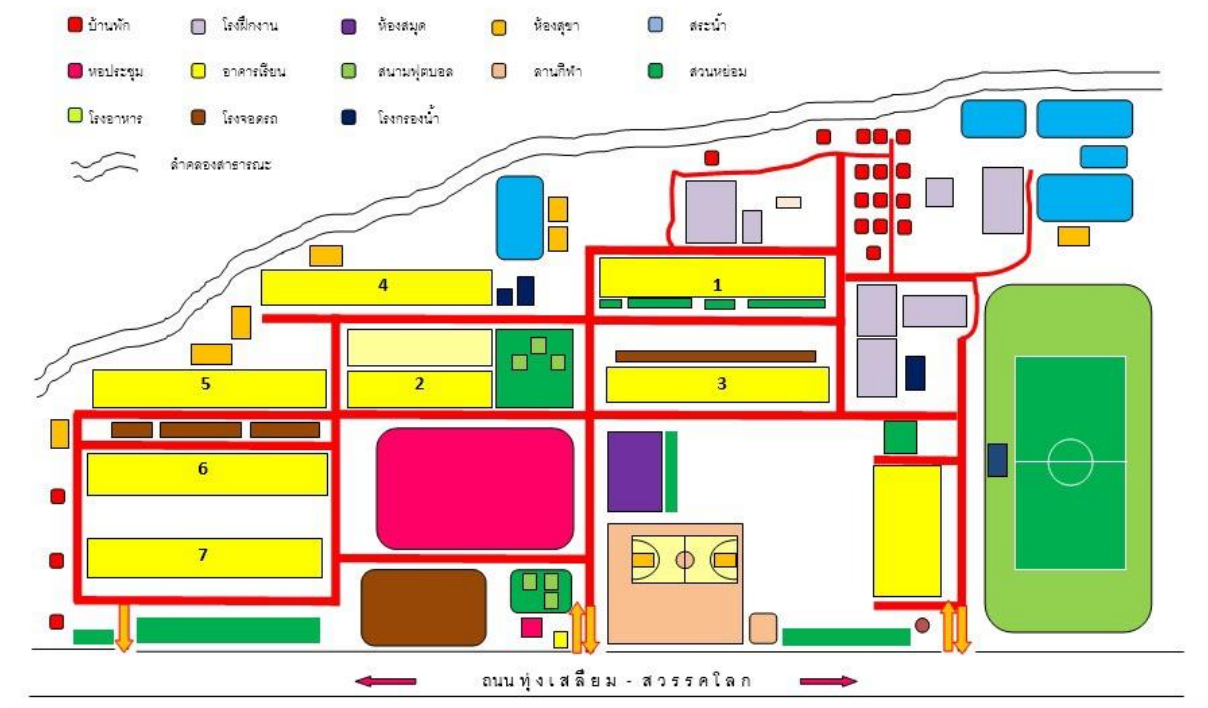 บ้านพัก โรงฝึกงาน ห้องสมุด ห้องสุขา สระน้ำ
หอประชุม อาคารเรียน สนามฟุตบอล ลานกีฬา สวนหย่อม
โรงอาหาร โรงจอดรถ โรงกรองน้ำ
ลำคลองสาธารณะ
4
1
5
2
3
6
7
ถนนทุ่งเสลี่ยม - สวรรคโลก